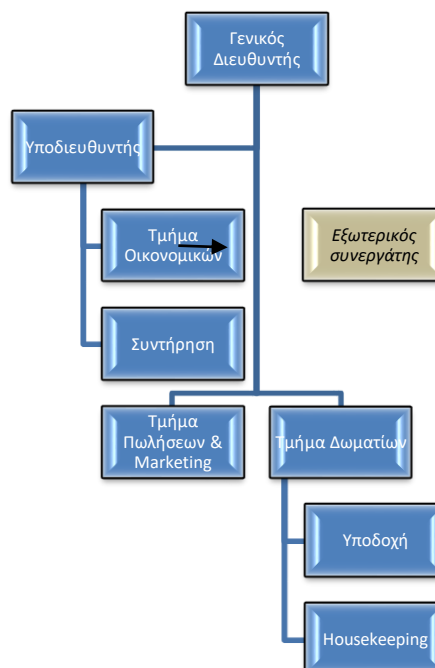 Γενικός
Διευθυντής
Υποδιευθυντής
Τμήμα
Οικονομικών
Εξωτερικός
συνεργάτης
Συντήρηση
Τμήμα
Πωλήσεων &
Marketing
Τμήμα Δωματίων
Υποδοχή
Housekeeping